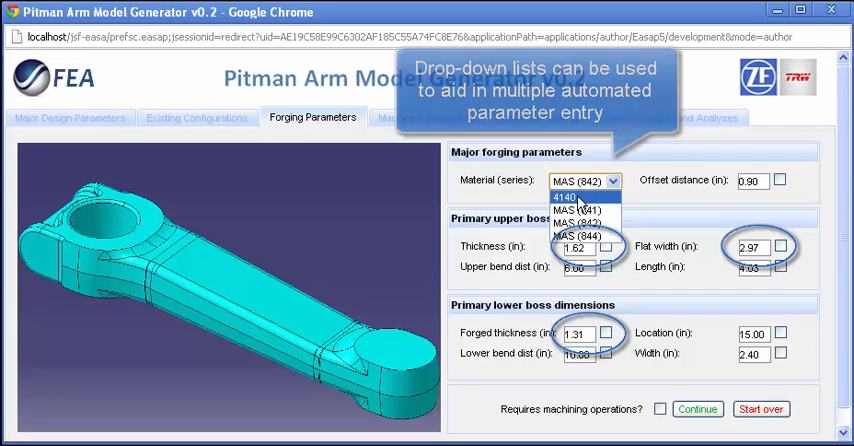 Pitman Arm Model Generator v0.2 - Google Chrome
localhost/jsf-easa/prefsc.easap;jsessionid=redirect?uid=AE19C58E99C6302AF185C55A74FC8E76&applicationPath=applications/author/Easap5/development&mode=author
FEA
Pitman Arm Model Generator v0.2
Drop-down lists can be used
to aid in multiple automated
parameter entry
ZF
TRW
Major Design Parameters
Existing Configurations
Forging Parameters
and Analyses
Major forging parameters
Material (series):
MAS (842)
Offset distance (in):
0.90
4140
MAS (841)
MAS (842)
MAS (844)
Primary upper boss
Thickness (in):
1.62
Flat width (in):
2.97
Upper bend dist (in):
6.00
Length (in):
4.03
Primary lower boss dimensions
Forged thickness (in
1.31
Location (in):
15.00
Lower bend dist (in):
Width (in):
2.40
Requires machining operations?
Continue
Start over